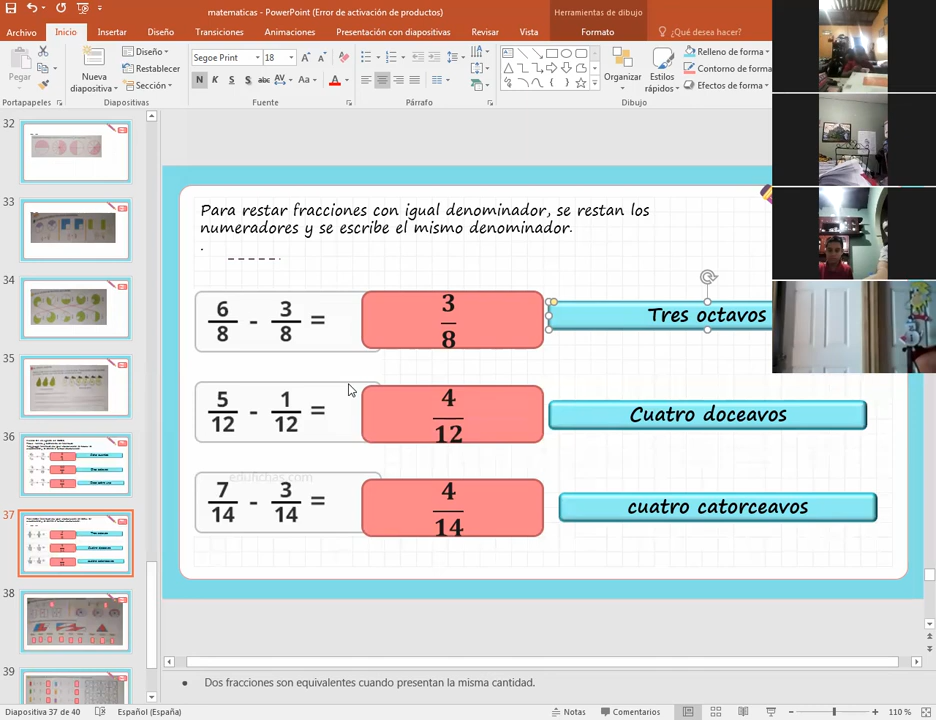 matematicas - PowerPoint (Error de activación de productos)
Herramientas de dibujo
Archivo
Inicio
Insertar
Diseño
Transiciones
Animaciones
Presentación con diapositivas
Revisar
Vista
Formato
¿Qué desea hacer?
Pegar
Nueva diapositiva
Diseño
Restablecer
Sección
Segoe Print
18
N K S S abc AV Aa A
Organizar
Estilos rápidos
Relleno de forma
Contorno de forma
Efectos de forma
Portapapeles
Diapositivas
Fuente
Párrafo
Dibujo
32
33
34
35
36
37
38
39
Para restar fracciones con igual denominador, se restan los
numeradores y se escribe el mismo denominador.
.
_ _ _ _ _.
6/8 - 3/8 =
3/8
Tres octavos
5/12 - 1/12 =
4/12
Cuatro doceavos
edufichas.com
7/14 - 3/14 =
4/14
cuatro catorceavos
Dos fracciones son equivalentes cuando presentan la misma cantidad.
Diapositiva 37 de 40
Español (España)
Notas
Comentarios
110 %